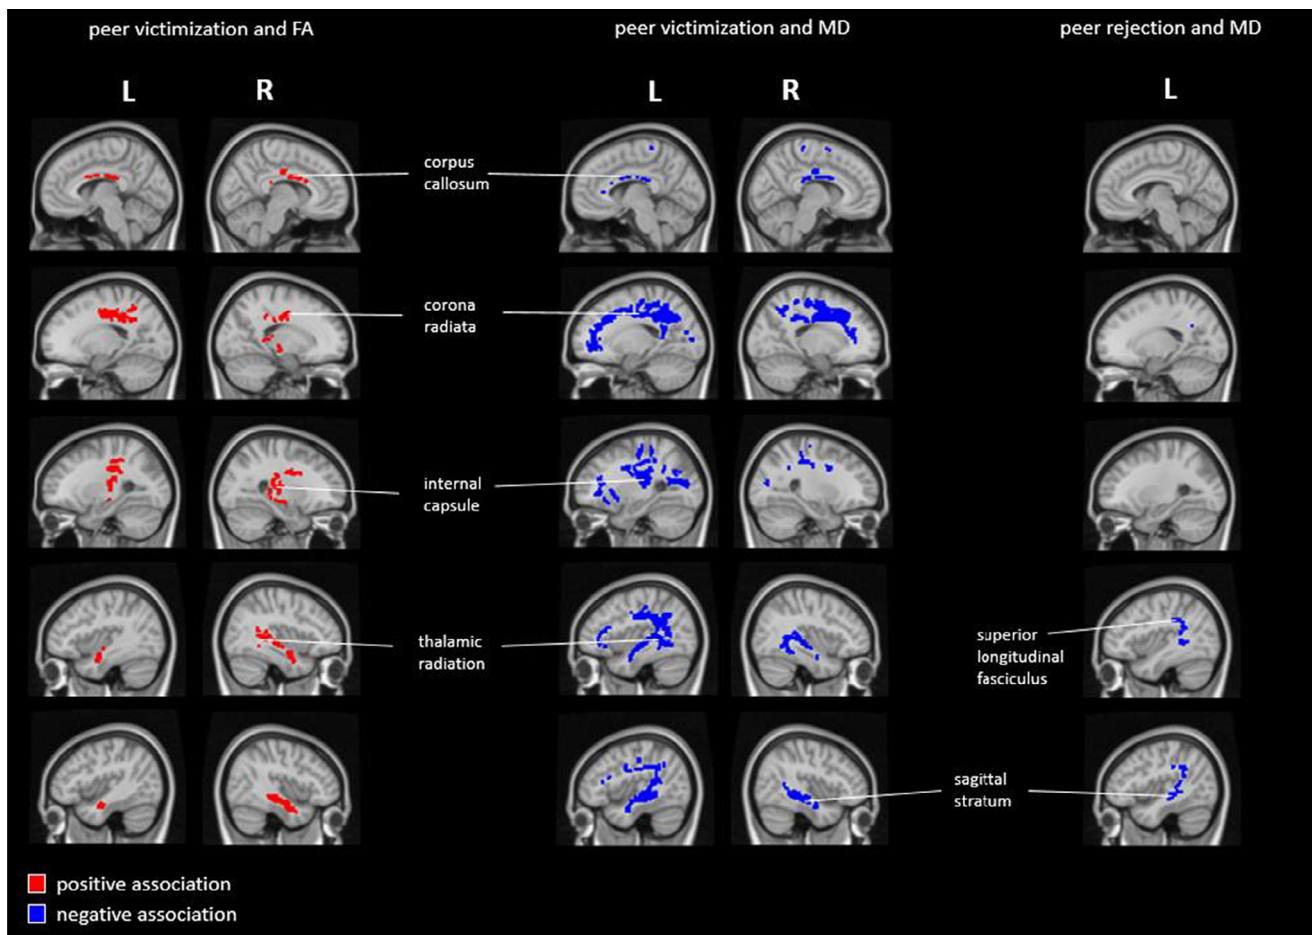 peer victimization and FA
peer victimization and MD
peer rejection and MD
L
R
L
R
L
corpus
callosum
corona
radiata
internal
capsule
thalamic
radiation
superior
longitudinal
fasciculus
sagittal
stratum
positive association
negative association